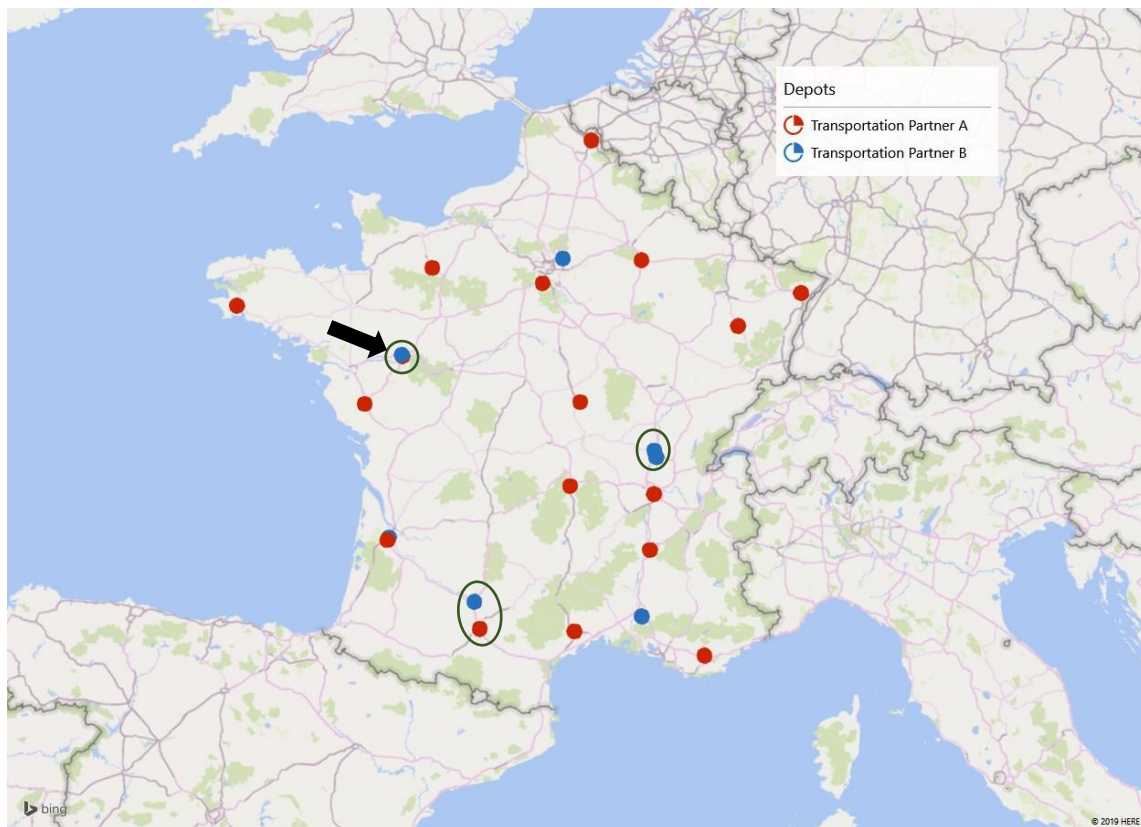 Depots
Transportation Partner A
Transportation Partner B
bing
© 2019 HERE